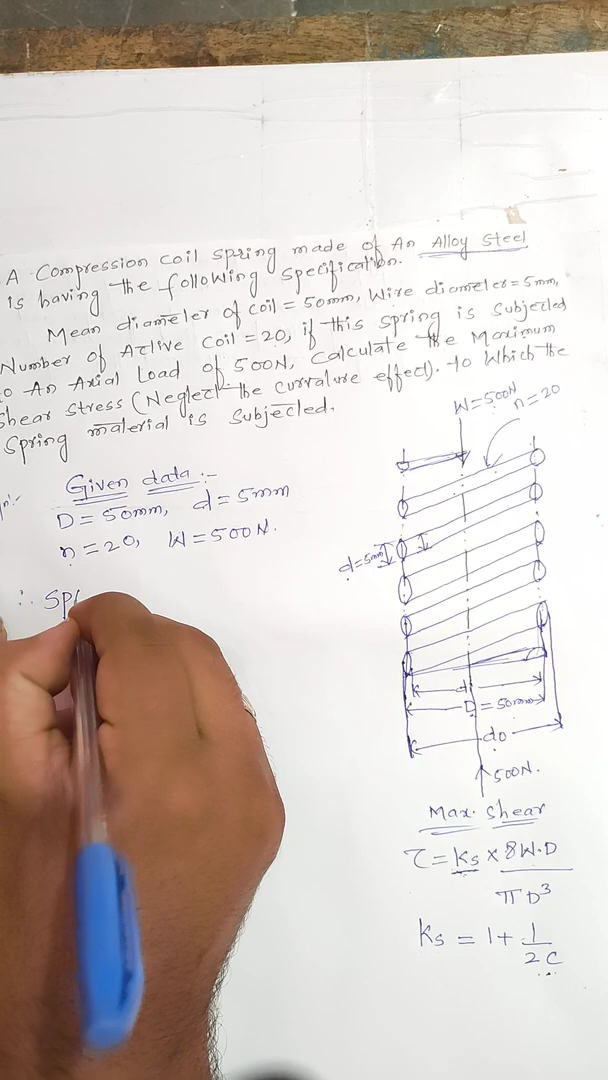 A Compression coil spring made of An Alloy Steel
is having the following Specification.
Mean diameter of coil = 50mm, Wire diameter = 5mm,
Number of Active coil = 20, if this spring is Subjected
to An Axial Load of 500N, Calculate the Maximum
Shear Stress (Neglect the curvature effect). to Which the
Spring material is Subjected.
Given data:-
D = 50mm, d = 5mm
n = 20, W = 500N.
∴ Sp
W = 500N
n = 20
d = 5mm
d
D = 50mm
do
500N.
Max. Shear
τ = ks × 8W.D
πD³
ks = 1 + 1
2C